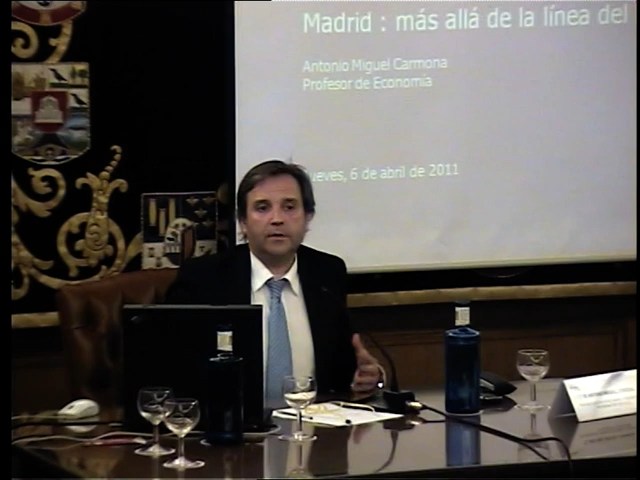 Madrid : más allá de la línea del
Antonio Miguel Carmona
Profesor de Economía
ueves, 6 de abril de 2011